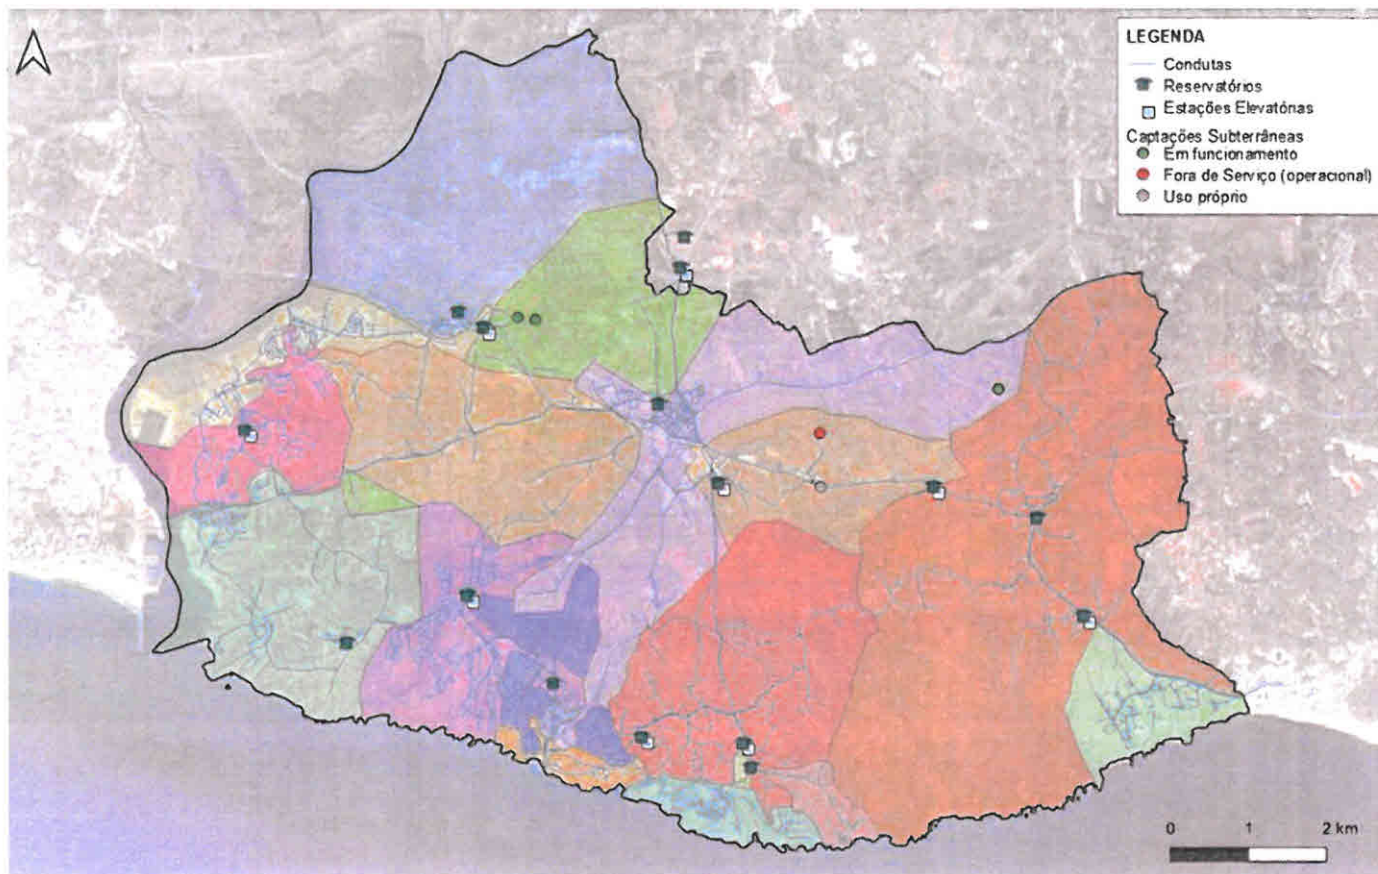 LEGENDA
Condutas
Reservatórios
Estações Elevatórias
Captações Subterrâneas
Em funcionamento
Fora de Serviço (operacional)
Uso próprio
0 1 2 km